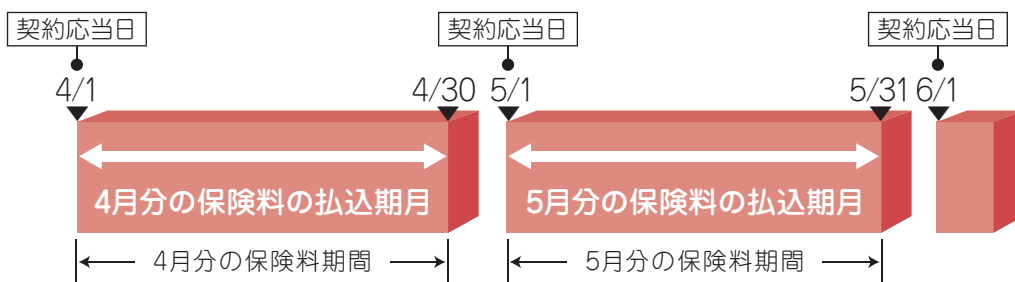 契約応当日 契約応当日 契約応当日
4/1 4/30 5/1 5/31 6/1
4月分の保険料の払込期月 5月分の保険料の払込期月
4月分の保険料期間 5月分の保険料期間